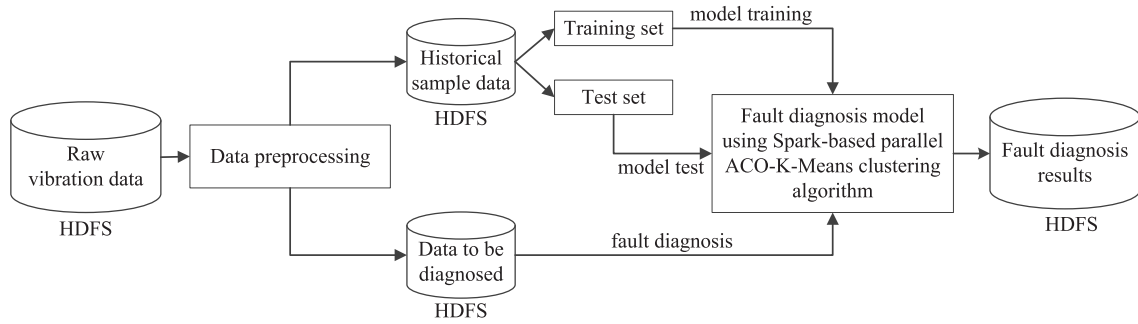 Raw
vibration data
HDFS
Data preprocessing
Historical
sample data
HDFS
Training set
model training
Test set
model test
Data to be
diagnosed
HDFS
fault diagnosis
Fault diagnosis model
using Spark-based parallel
ACO-K-Means clustering
algorithm
Fault diagnosis
results
HDFS